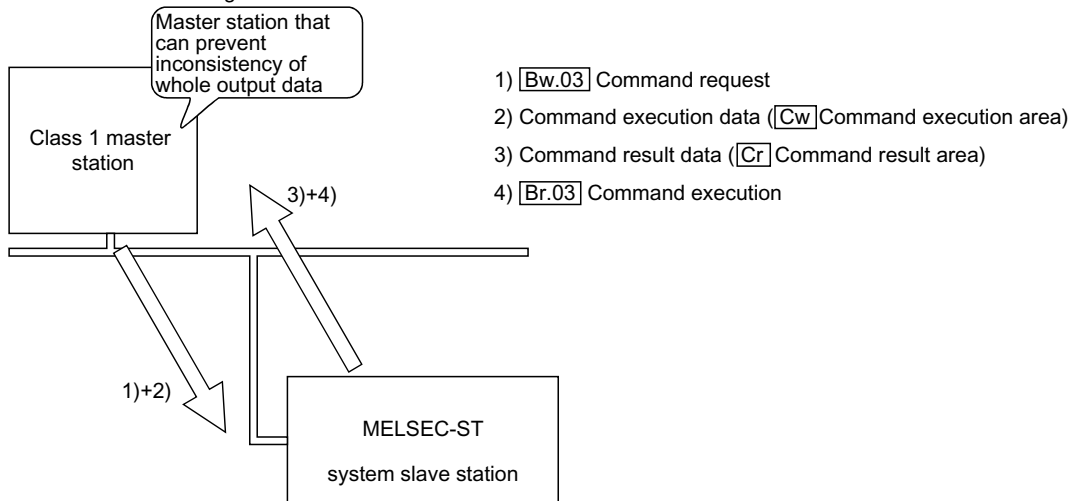 Master station that
can prevent
inconsistency of
whole output data
Class 1 master
station
1) Bw.03 Command request
2) Command execution data (Cw Command execution area)
3) Command result data (Cr Command result area)
4) Br.03 Command execution
3)+4)
1)+2)
MELSEC-ST
system slave station